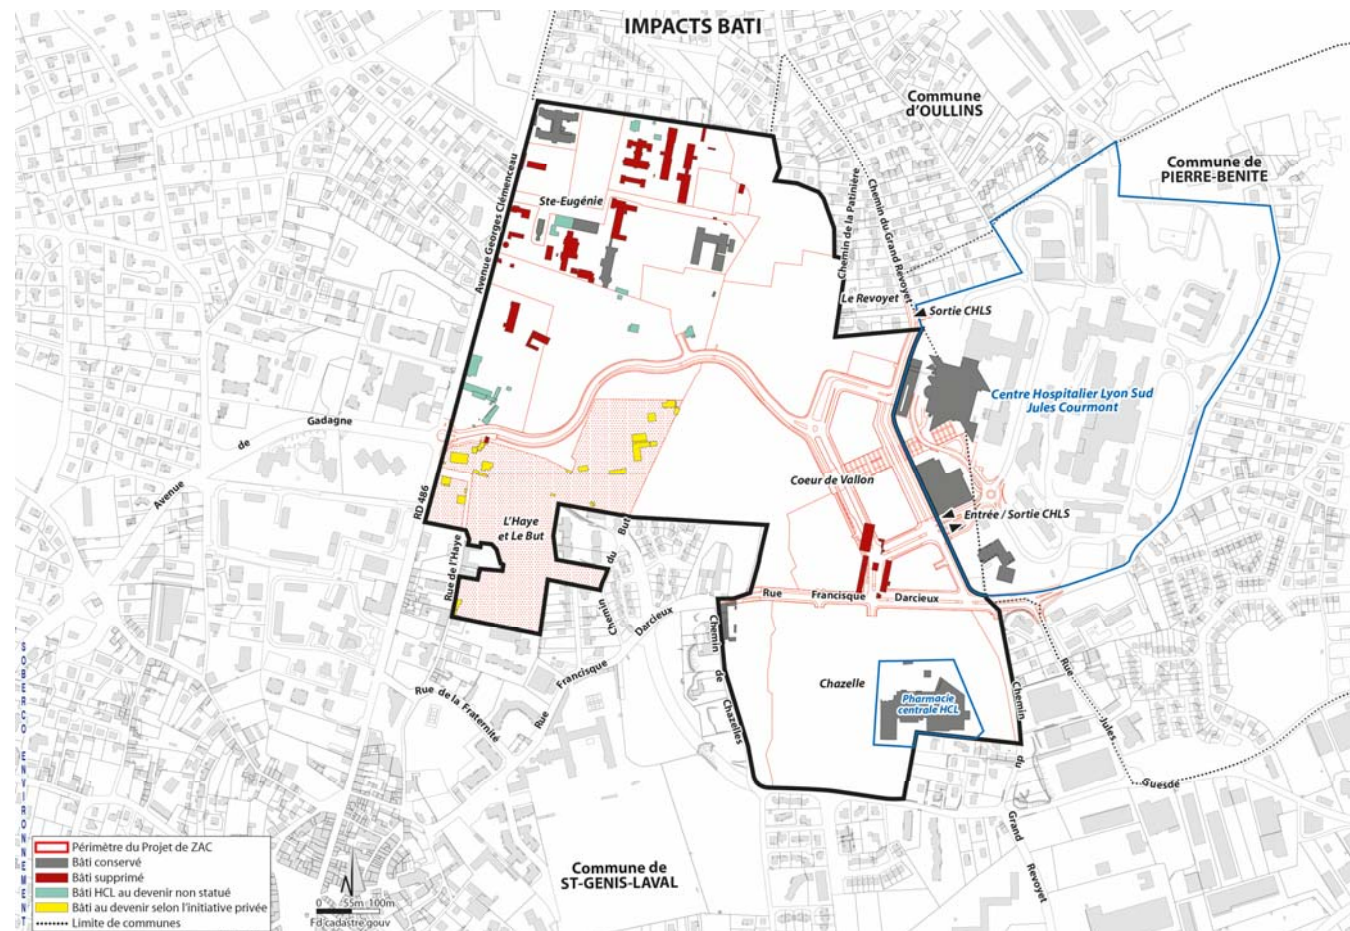 IMPACTS BATI
Commune
d'OULLINS
Commune de
PIERRE-BENITE
Avenue Georges Clémenceau
Ste-Eugénie
Chemin de la Patinière
Chemin du Grand Revoyet
Le Revoyet
Sortie CHLS
Centre Hospitalier Lyon Sud
Jules Courmont
Avenue de Gadagne
RD 486
Coeur de Vallon
Entrée / Sortie CHLS
L'Haye
et Le But
Rue de l'Haye
Chemin du But
Rue Francisque Darcieux
Rue Francisque Darcieux
Rue de la Fraternité
Chemin de Chazelles
Chazelle
Pharmacie
centrale HCL
Chemin du Grand Revoyet
Rue Jules Guesde
Commune de
ST-GENIS-LAVAL
SOBERCO ENVIRONNEMENT
Périmètre du Projet de ZAC
Bâti conservé
Bâti supprimé
Bâti HCL au devenir non statué
Bâti au devenir selon l'initiative privée
Limite de communes
N
0 55m 100m
Fd cadastre.gouv